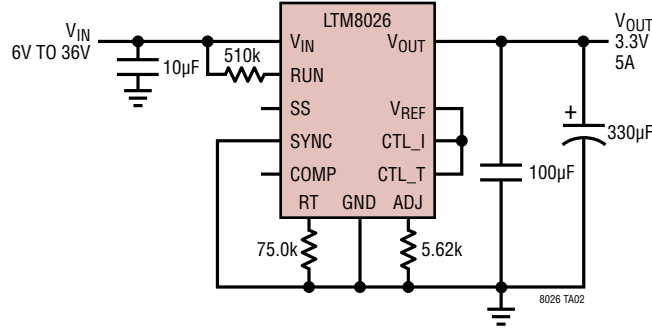 LTM8026
VIN
6V TO 36V
10µF
510k
VIN
RUN
SS
SYNC
COMP
RT
GND
ADJ
VOUT
VREF
CTL_I
CTL_T
75.0k
5.62k
VOUT
3.3V
5A
+
330µF
100µF
8026 TA02